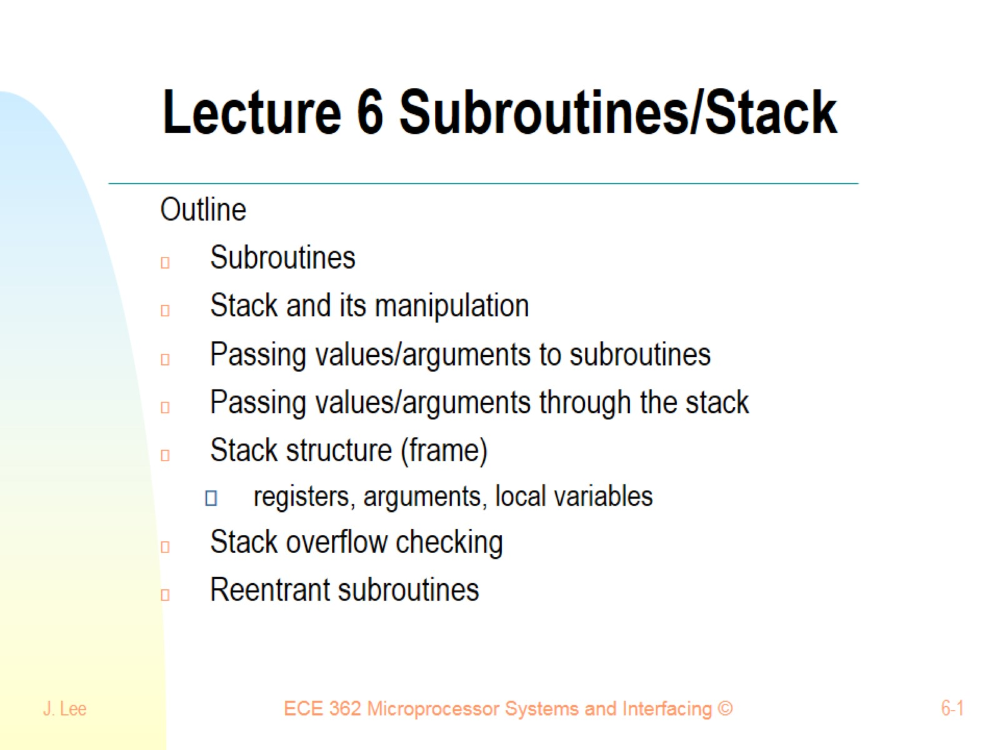 Lecture 6 Subroutines/Stack
Outline
Subroutines
Stack and its manipulation
Passing values/arguments to subroutines
Passing values/arguments through the stack
Stack structure (frame)
registers, arguments, local variables
Stack overflow checking
Reentrant subroutines
J. Lee
ECE 362 Microprocessor Systems and Interfacing ©
6-1